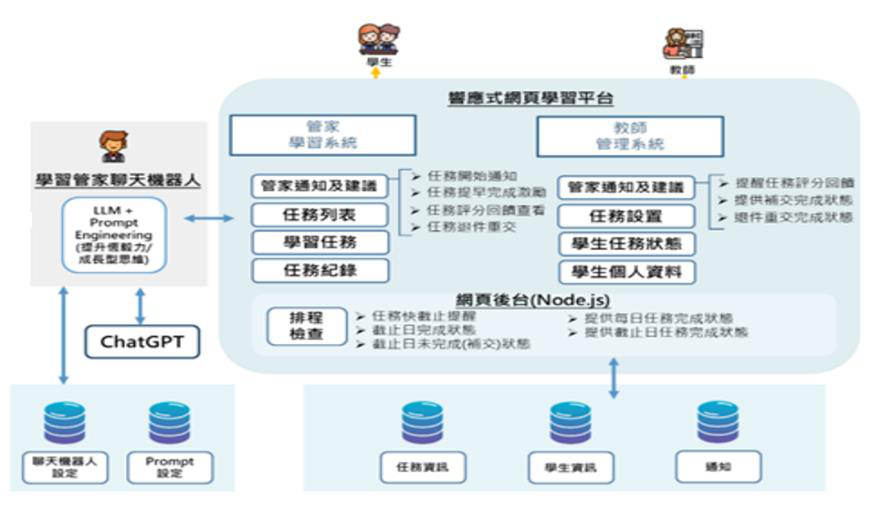 學生
教師
響應式網頁學習平台
管家
學習系統
教師
管理系統
學習管家聊天機器人
LLM +
Prompt
Engineering
(提升恆毅力/
成長型思維)
ChatGPT
管家通知及建議
任務列表
學習任務
任務紀錄
➤ 任務開始通知
➤ 任務提早完成激勵
➤ 任務評分回饋查看
➤ 任務退件重交
管家通知及建議
任務設置
學生任務狀態
學生個人資料
➤ 提醒任務評分回饋
➤ 提供補交完成狀態
➤ 退件重交完成狀態
網頁後台(Node.js)
排程
檢查
➤ 任務快截止提醒
➤ 截止日完成狀態
➤ 截止日未完成(補交)狀態
➤ 提供每日任務完成狀態
➤ 提供截止日任務完成狀態
聊天機器人
設定
Prompt
設定
任務資訊
學生資訊
通知